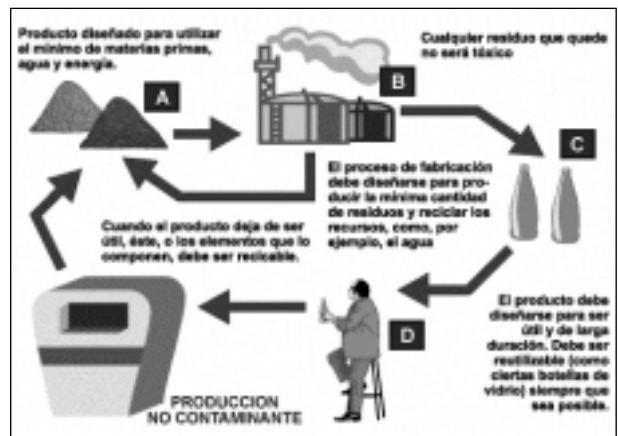 Producto diseñado para utilizar
el mínimo de materias primas,
agua y energía.
A
B
Cualquier residuo que quede
no será tóxico
C
El proceso de fabricación
debe diseñarse para pro-
ducir la mínima cantidad
de residuos y reciclar los
recursos, como, por
ejemplo, el agua
Cuando el producto deja de ser
útil, éste, o los elementos que lo
componen, debe ser reciclable.
D
El producto debe
diseñarse para ser
útil y de larga
duración. Debe ser
reutilizable (como
ciertas botellas de
vidrio) siempre que
sea posible.
PRODUCCION
NO CONTAMINANTE